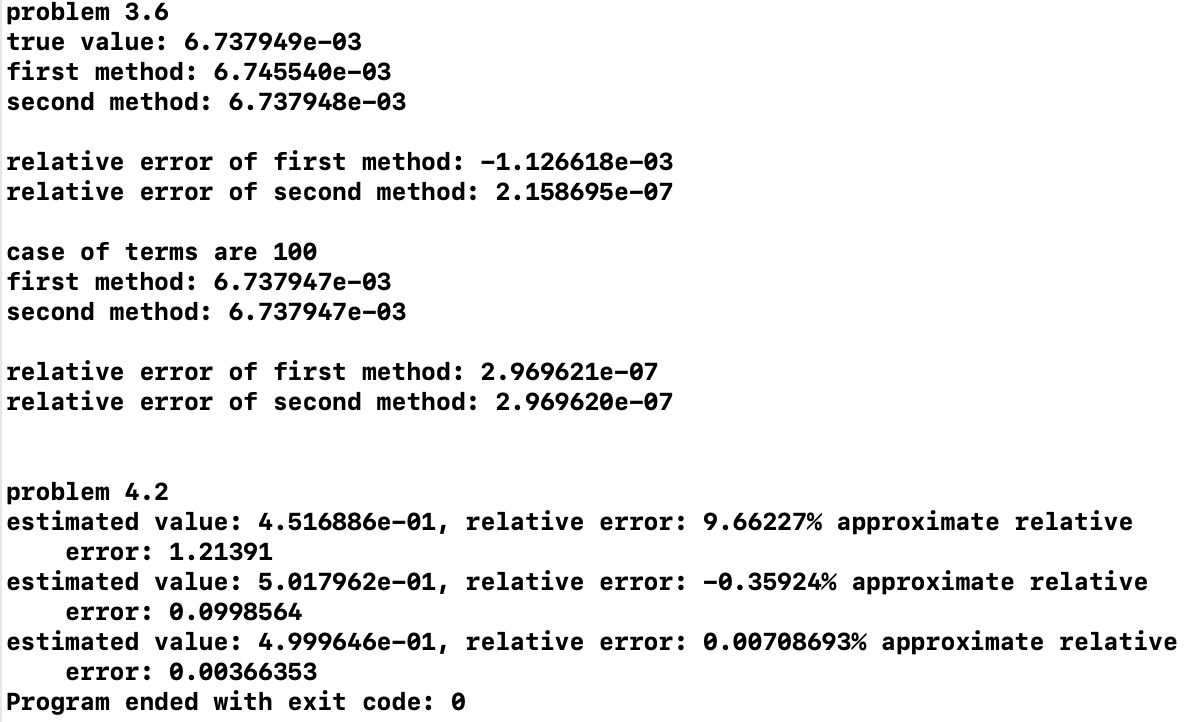 problem 3.6
true value: 6.737949e-03
first method: 6.745540e-03
second method: 6.737948e-03
relative error of first method: -1.126618e-03
relative error of second method: 2.158695e-07
case of terms are 100
first method: 6.737947e-03
second method: 6.737947e-03
relative error of first method: 2.969621e-07
relative error of second method: 2.969620e-07
problem 4.2
estimated value: 4.516886e-01, relative error: 9.66227% approximate relative
error: 1.21391
estimated value: 5.017962e-01, relative error: -0.35924% approximate relative
error: 0.0998564
estimated value: 4.999646e-01, relative error: 0.00708693% approximate relative
error: 0.00366353
Program ended with exit code: 0